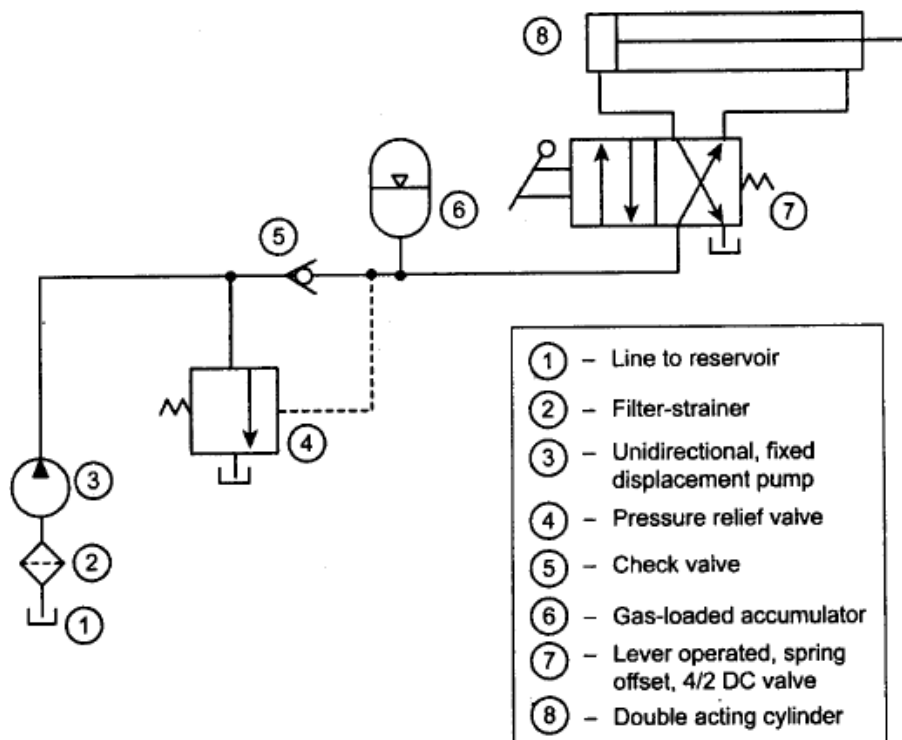 8
6
5
7
4
3
2
1
1 – Line to reservoir
2 – Filter-strainer
3 – Unidirectional, fixed
displacement pump
4 – Pressure relief valve
5 – Check valve
6 – Gas-loaded accumulator
7 – Lever operated, spring
offset, 4/2 DC valve
8 – Double acting cylinder